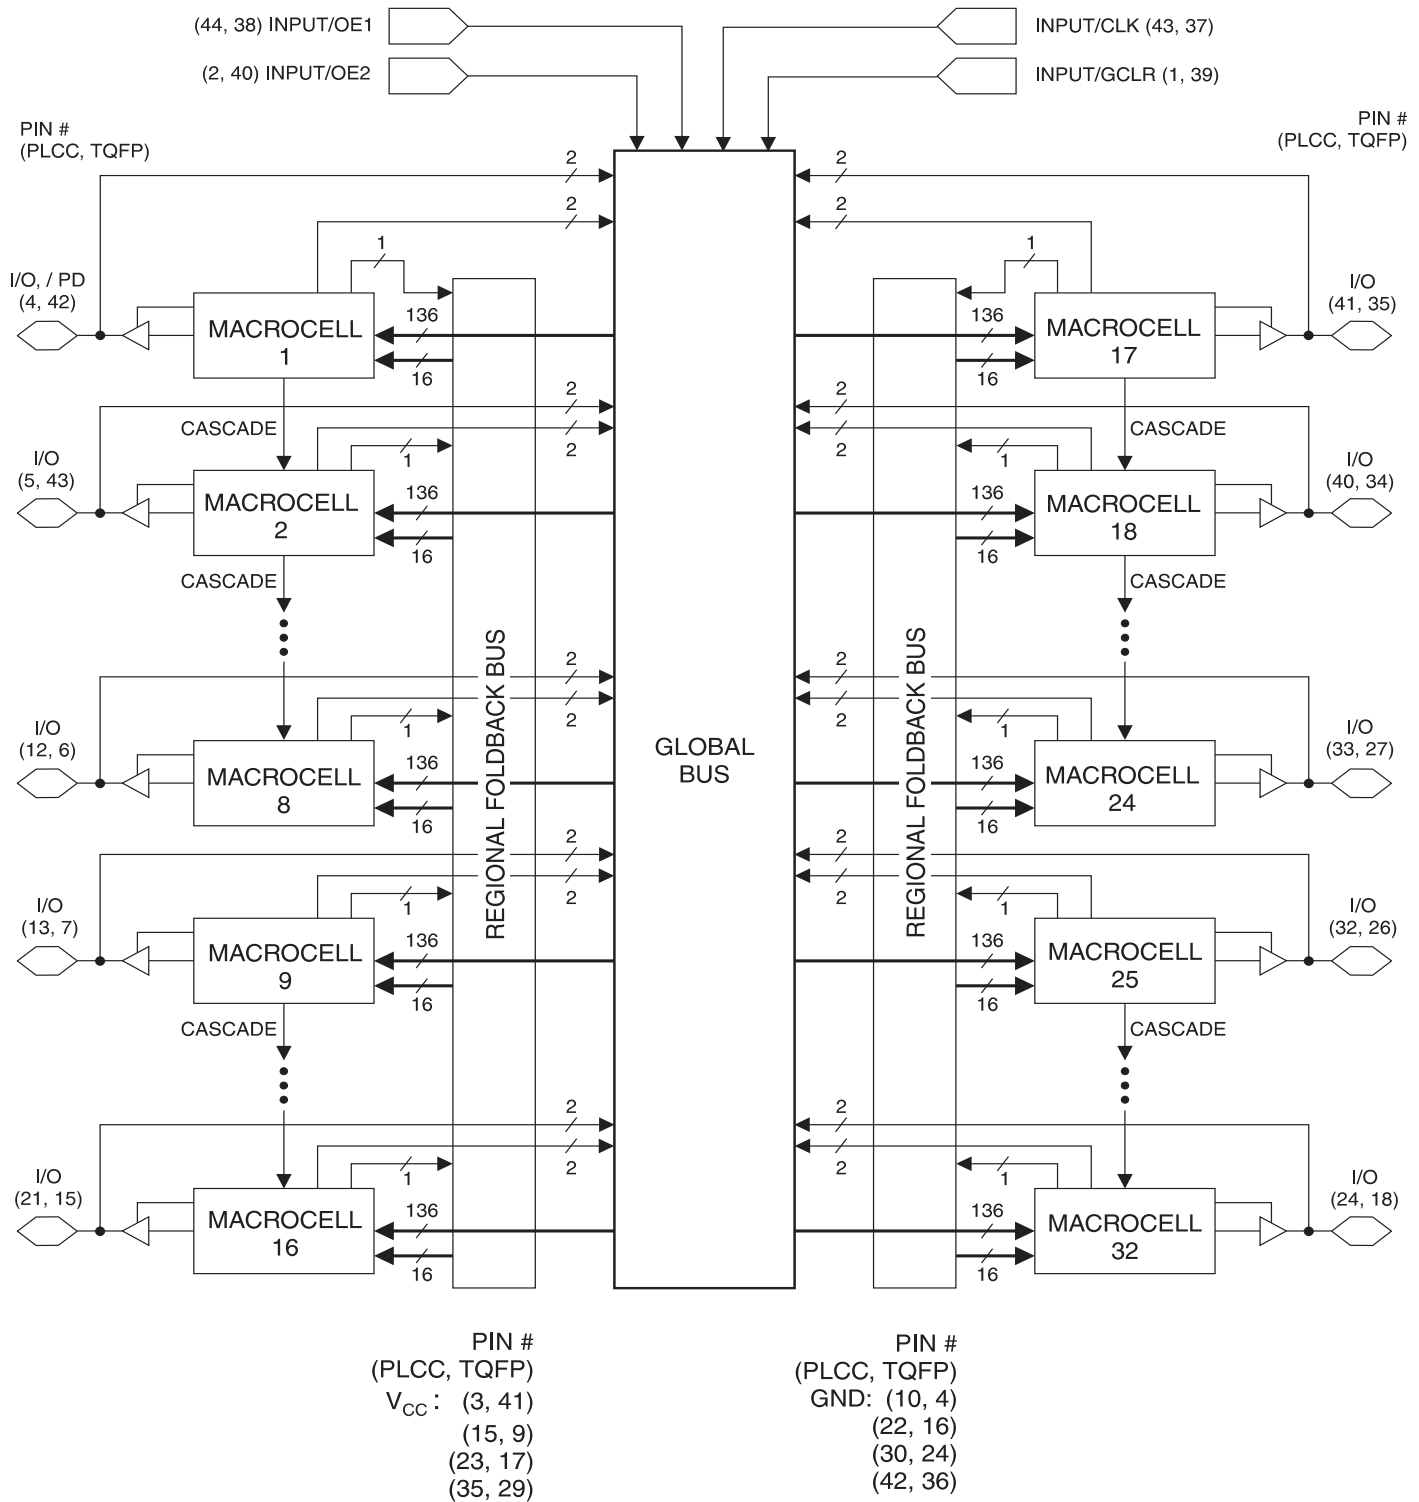 (44, 38) INPUT/OE1
INPUT/CLK (43, 37)
(2, 40) INPUT/OE2
INPUT/GCLR (1, 39)
PIN #
(PLCC, TQFP)
PIN #
(PLCC, TQFP)
2
2
2
2
1
1
I/O, / PD
(4, 42)
MACROCELL
1
136
16
136
16
MACROCELL
17
I/O
(41, 35)
CASCADE
2
2
CASCADE
I/O
(5, 43)
MACROCELL
2
1
2
136
16
2
1
136
16
MACROCELL
18
I/O
(40, 34)
CASCADE
CASCADE
REGIONAL FOLDBACK BUS
GLOBAL
BUS
REGIONAL FOLDBACK BUS
2
2
I/O
(12, 6)
MACROCELL
8
1
2
136
16
2
1
136
16
MACROCELL
24
I/O
(33, 27)
2
2
I/O
(13, 7)
MACROCELL
9
1
2
136
16
2
1
136
16
MACROCELL
25
I/O
(32, 26)
CASCADE
CASCADE
2
2
I/O
(21, 15)
MACROCELL
16
1
2
136
16
2
1
136
16
MACROCELL
32
I/O
(24, 18)
PIN #
(PLCC, TQFP)
VCC : (3, 41)
(15, 9)
(23, 17)
(35, 29)
PIN #
(PLCC, TQFP)
GND: (10, 4)
(22, 16)
(30, 24)
(42, 36)